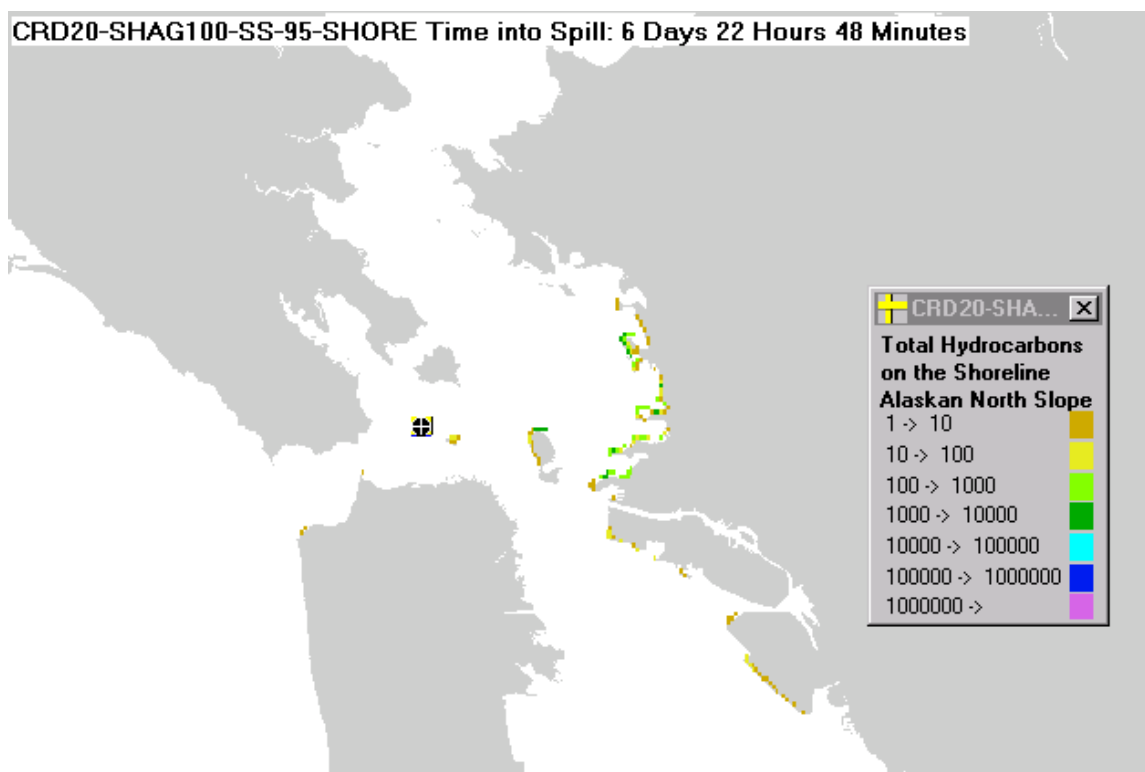 CRD20-SHAG100-SS-95-SHORE Time into Spill: 6 Days 22 Hours 48 Minutes
CRD20-SHA...
Total Hydrocarbons
on the Shoreline
Alaskan North Slope
1 -> 10
10 -> 100
100 -> 1000
1000 -> 10000
10000 -> 100000
100000 -> 1000000
1000000 ->